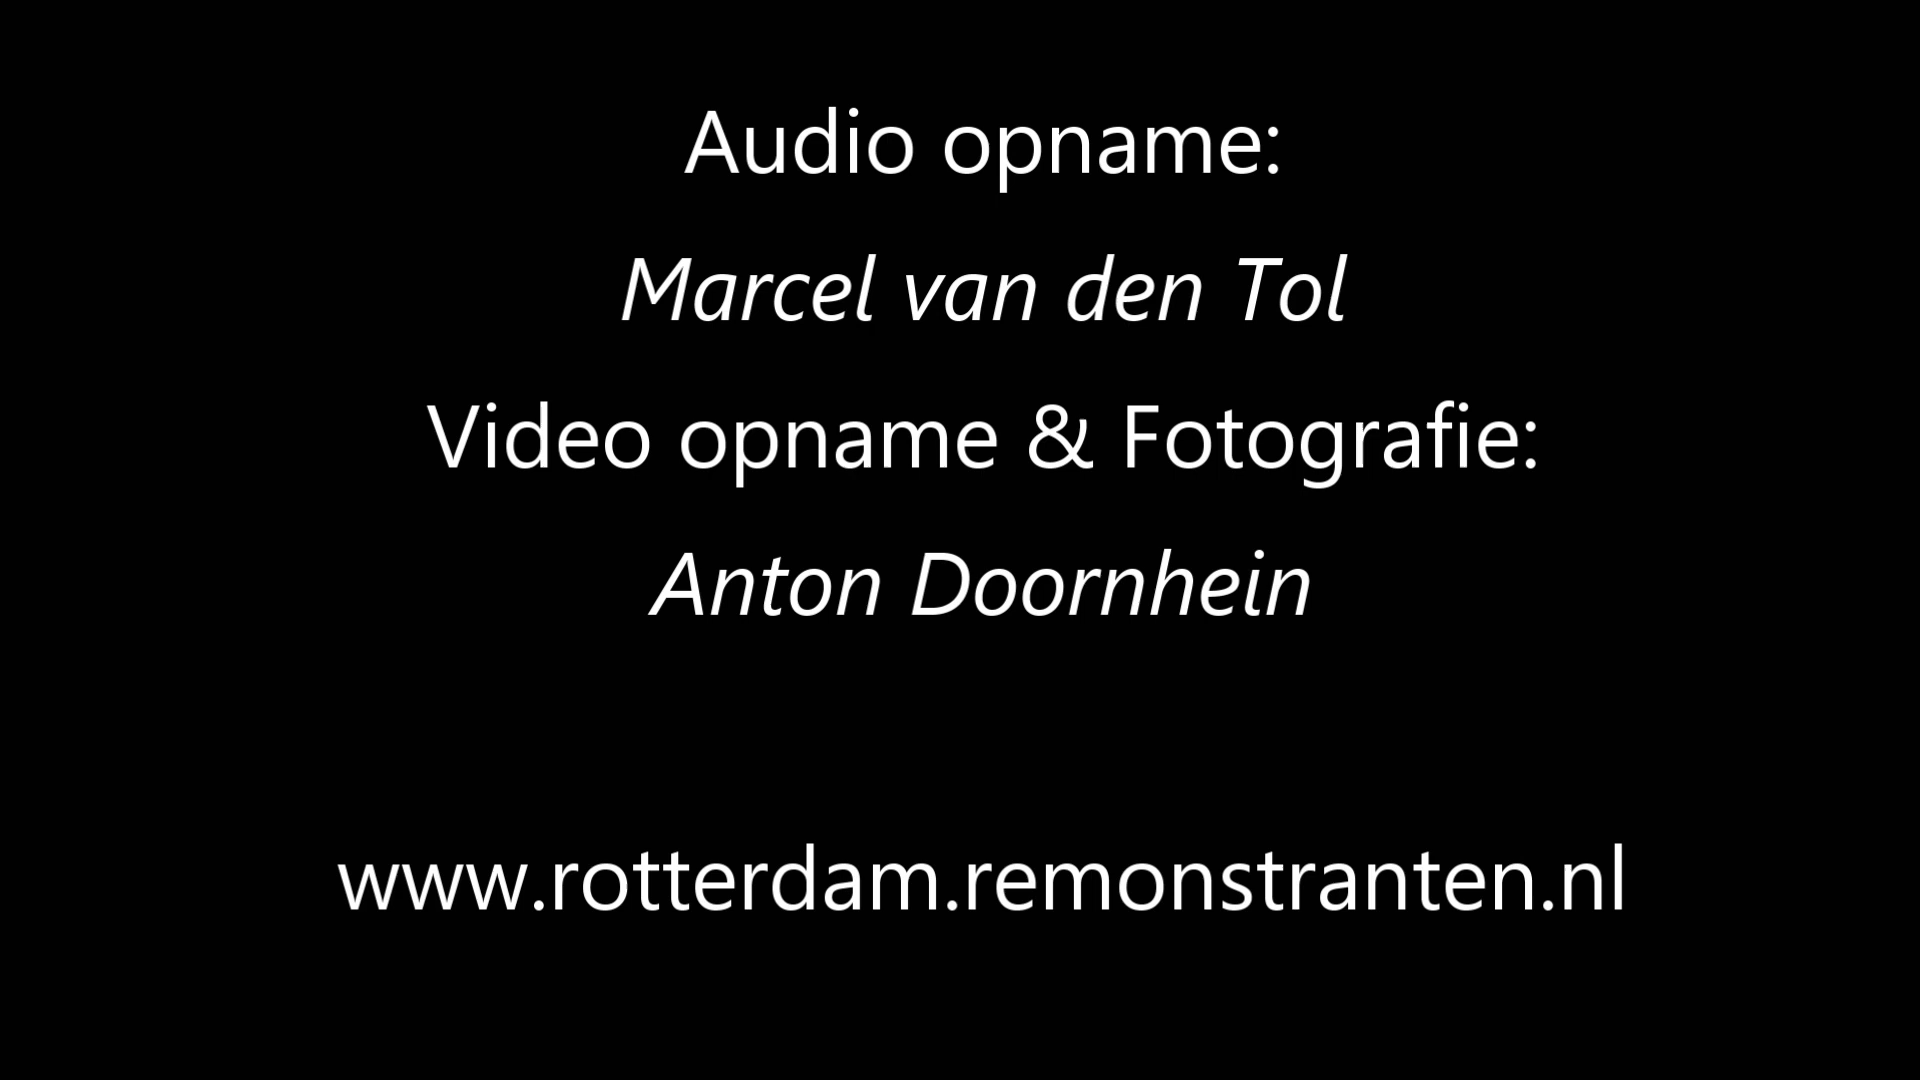 Audio opname:
Marcel van den Tol
Video opname & Fotografie:
Anton Doornhein
www.rotterdam.remonstranten.nl